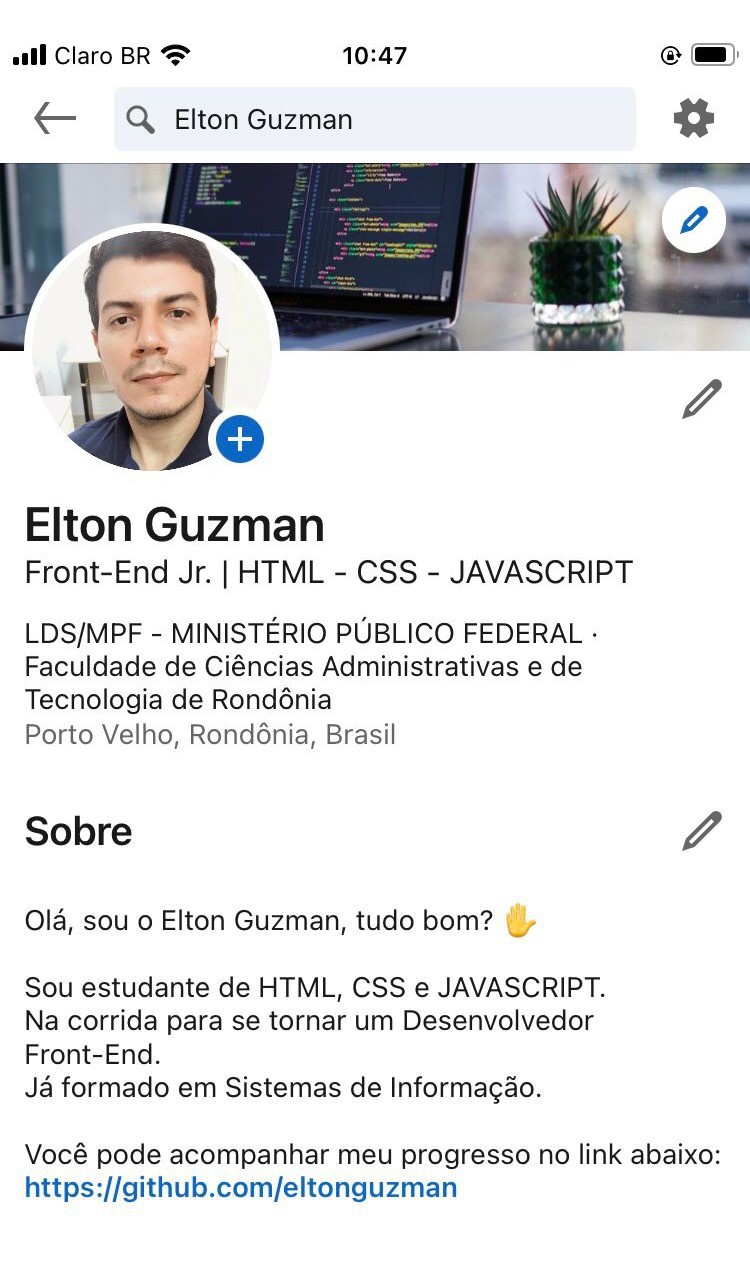 Claro BR 10:47
Elton Guzman
Elton Guzman
Front-End Jr. | HTML - CSS - JAVASCRIPT
LDS/MPF - MINISTÉRIO PÚBLICO FEDERAL ·
Faculdade de Ciências Administrativas e de
Tecnologia de Rondônia
Porto Velho, Rondônia, Brasil
Sobre
Olá, sou o Elton Guzman, tudo bom? ✋
Sou estudante de HTML, CSS e JAVASCRIPT.
Na corrida para se tornar um Desenvolvedor
Front-End.
Já formado em Sistemas de Informação.
Você pode acompanhar meu progresso no link abaixo:
https://github.com/eltonguzman